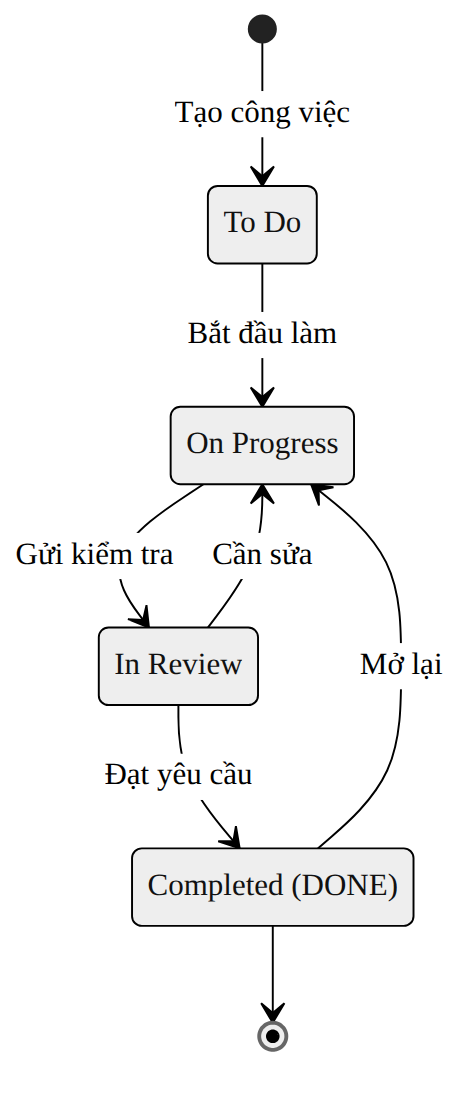 Tạo công việc
To Do
Bắt đầu làm
On Progress
Gửi kiểm tra
Cần sửa
In Review
Mở lại
Đạt yêu cầu
Completed (DONE)